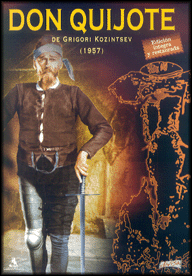 DON QUIJOTE
DE GRIGORI KOZINTSEV
(1957)
Edición
íntegra
y restaurada